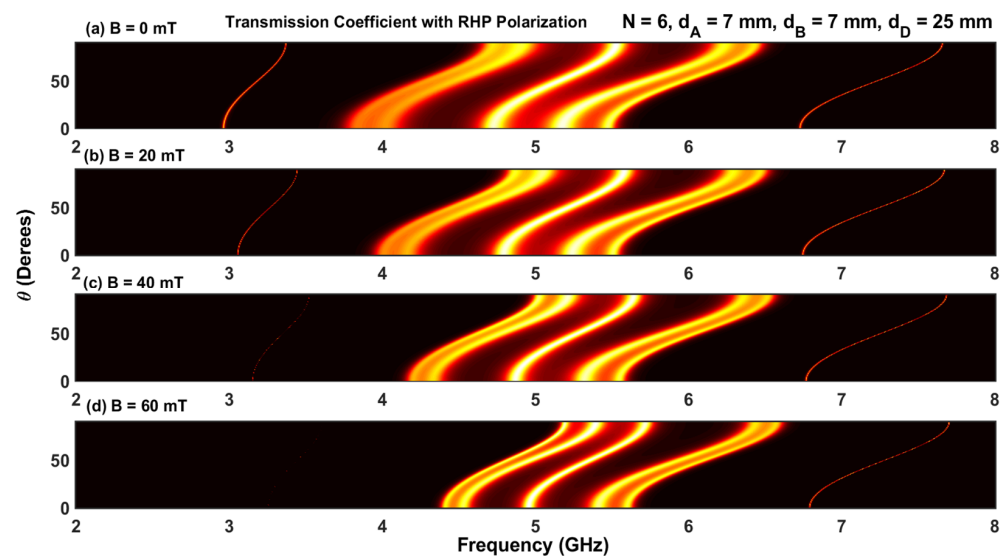 Transmission Coefficient with RHP Polarization
N = 6, d_A = 7 mm, d_B = 7 mm, d_D = 25 mm
(a) B = 0 mT
50
0
2 3 4 5 6 7 8
(b) B = 20 mT
50
0
2 3 4 5 6 7 8
(c) B = 40 mT
50
0
2 3 4 5 6 7 8
(d) B = 60 mT
50
0
2 3 4 5 6 7 8
θ (Derees)
Frequency (GHz)